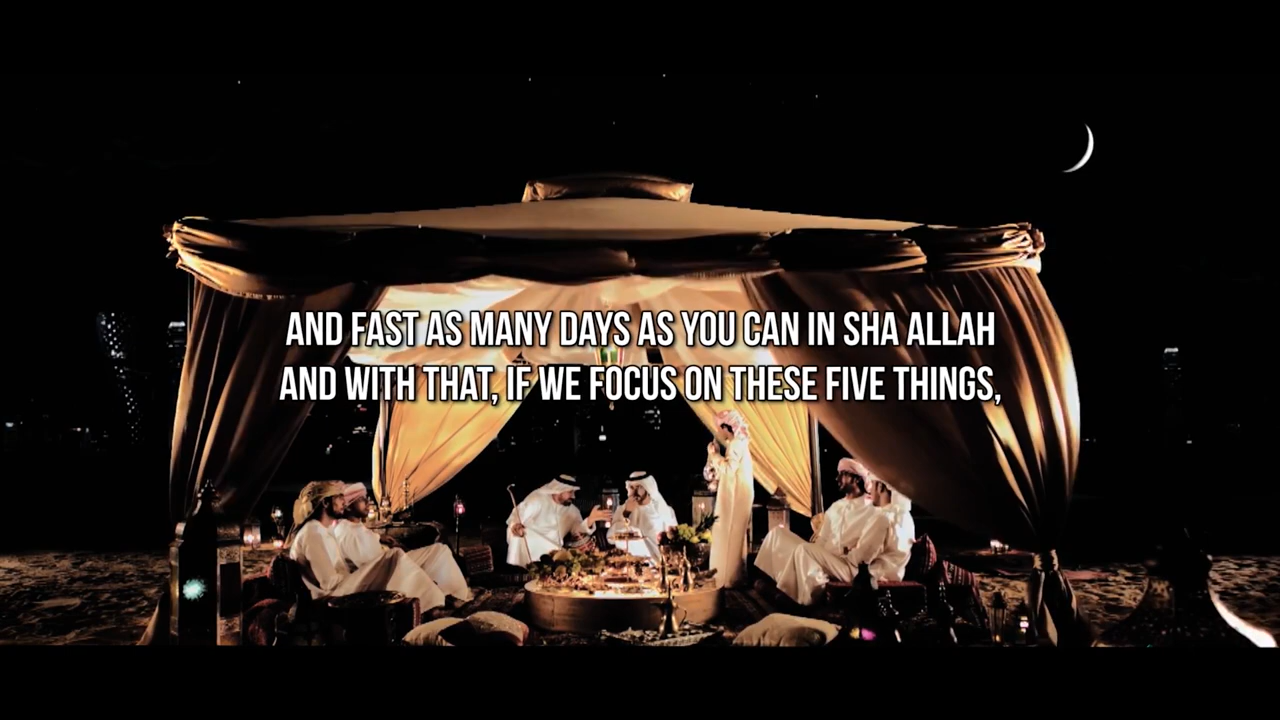 AND FAST AS MANY DAYS AS YOU CAN IN SHA ALLAH
AND WITH THAT, IF WE FOCUS ON THESE FIVE THINGS,